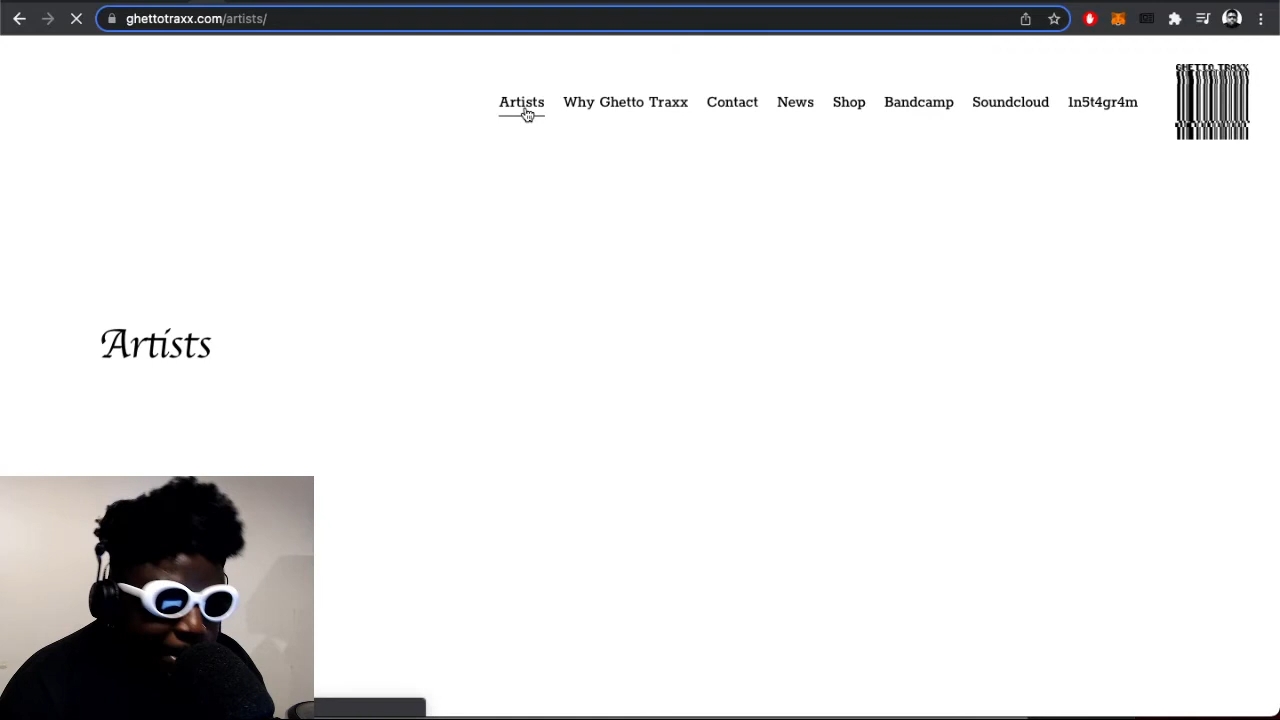 ghettotraxx.com/artists/
Artists Why Ghetto Traxx Contact News Shop Bandcamp Soundcloud 1n5t4gr4m
GHETTO TRAXX
Artists